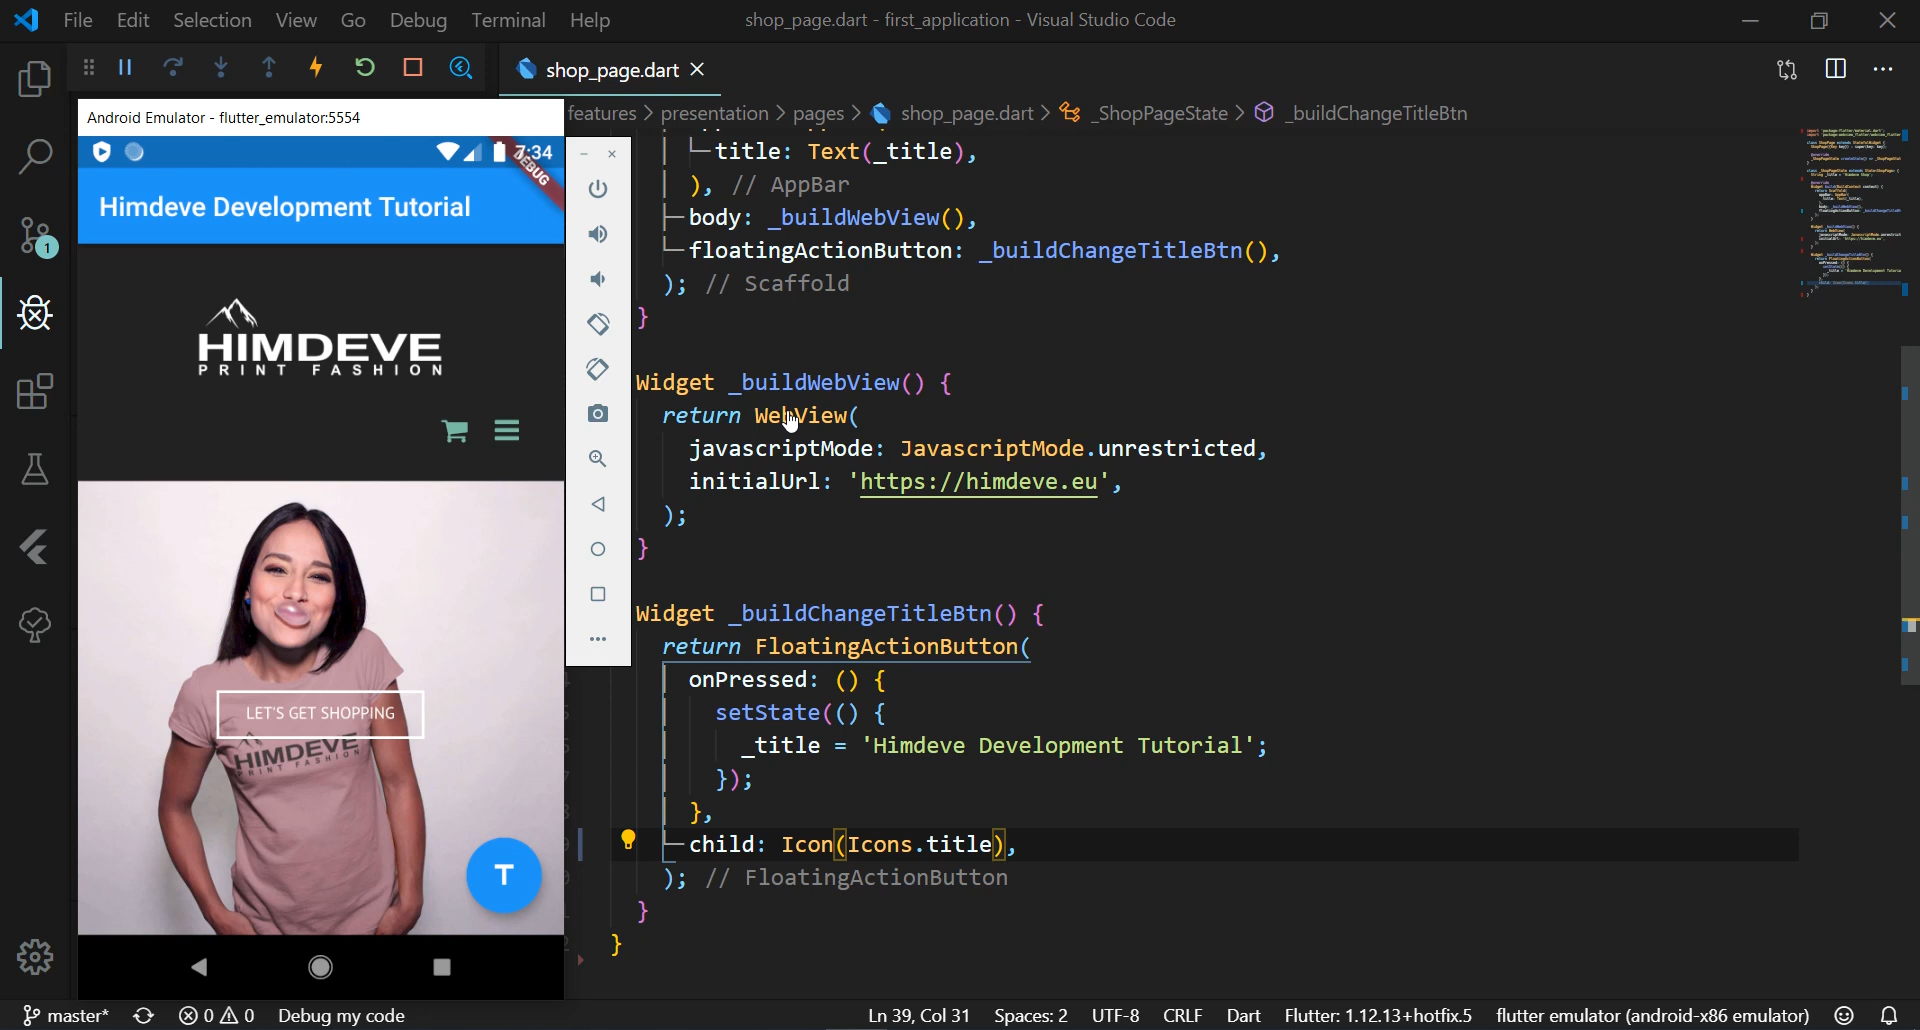 File Edit Selection View Go Debug Terminal Help
shop_page.dart - first_application - Visual Studio Code
shop_page.dart
Android Emulator - flutter_emulator:5554
features > presentation > pages > shop_page.dart > _ShopPageState > _buildChangeTitleBtn
7:34
DEBUG
Himdeve Development Tutorial
HIMDEVE
PRINT FASHION
LET'S GET SHOPPING
HIMDEVE
PRINT FASHION
T
title: Text(_title),
), // AppBar
body: _buildWebView(),
floatingActionButton: _buildChangeTitleBtn(),
); // Scaffold
}
Widget _buildWebView() {
return WebView(
javascriptMode: JavascriptMode.unrestricted,
initialUrl: 'https://himdeve.eu',
);
}
Widget _buildChangeTitleBtn() {
return FloatingActionButton(
onPressed: () {
setState(() {
_title = 'Himdeve Development Tutorial';
});
},
child: Icon(Icons.title),
); // FloatingActionButton
}
}
1
master* 0 0 Debug my code
Ln 39, Col 31 Spaces: 2 UTF-8 CRLF Dart Flutter: 1.12.13+hotfix.5 flutter emulator (android-x86 emulator)